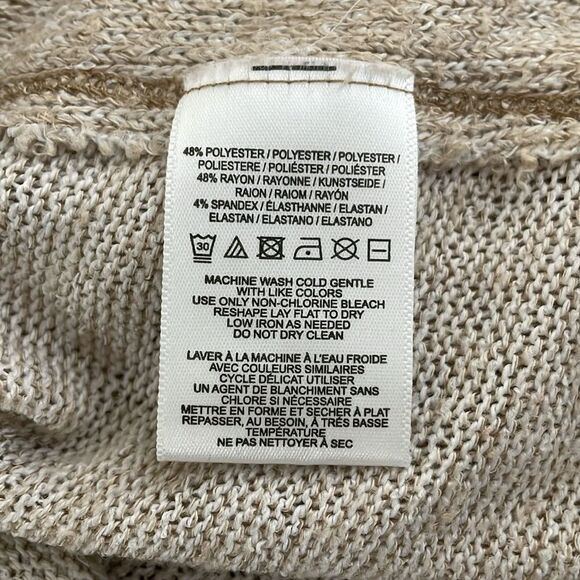 48% POLYESTER / POLYESTER / POLYESTER /
POLIESTERE / POLIÉSTER / POLIÉSTER
48% RAYON / RAYONNE / KUNSTSEIDE /
RAION / RAIOM / RAYÓN
4% SPANDEX / ÉLASTHANNE / ELASTAN /
ELASTAN / ELASTANO / ELASTANO
30
MACHINE WASH COLD GENTLE
WITH LIKE COLORS
USE ONLY NON-CHLORINE BLEACH
RESHAPE LAY FLAT TO DRY
LOW IRON AS NEEDED
DO NOT DRY CLEAN
LAVER À LA MACHINE À L'EAU FROIDE
AVEC COULEURS SIMILAIRES
CYCLE DÉLICAT UTILISER
UN AGENT DE BLANCHIMENT SANS
CHLORE SI NÉCESSAIRE
METTRE EN FORME ET SECHER À PLAT
REPASSER, AU BESOIN, À TRÉS BASSE
TEMPÉRATURE
NE PAS NETTOYER À SEC